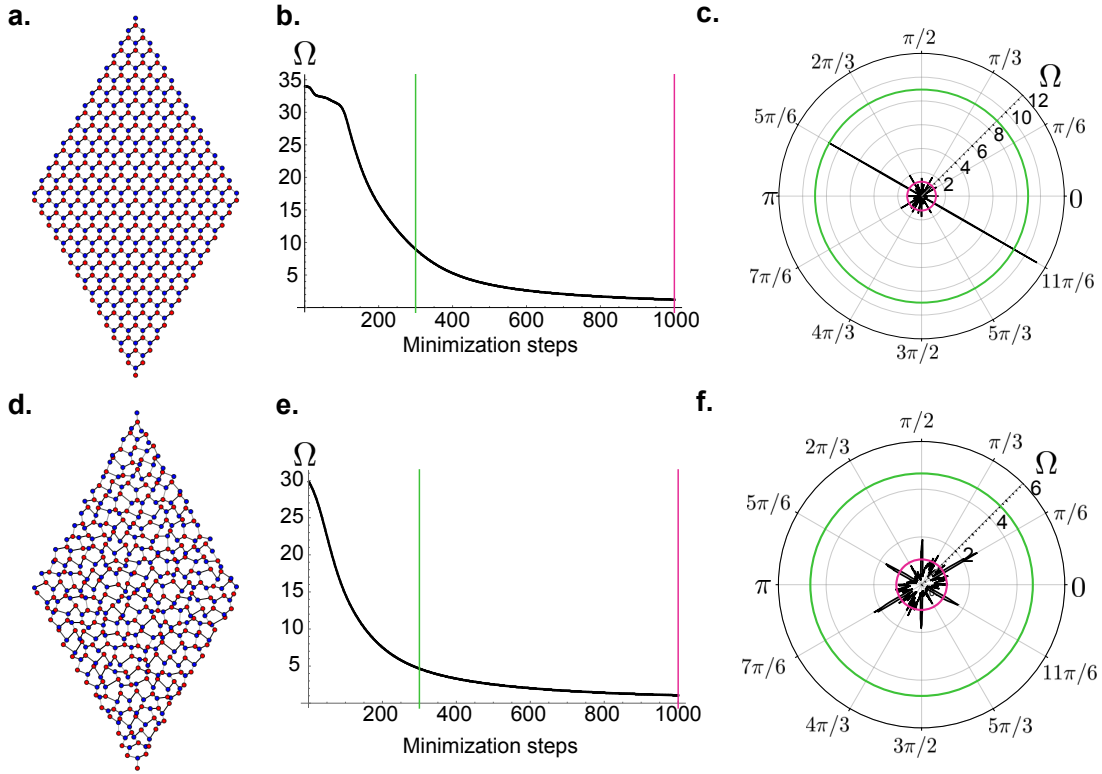 a.
b.
Ω
35
30
25
20
15
10
5
200
400
600
800
1000
Minimization steps
c.
π/2
2π/3
π/3
Ω
5π/6
12
10
π/6
8
6
4
2
π
0
7π/6
11π/6
4π/3
5π/3
3π/2
d.
e.
Ω
30
25
20
15
10
5
200
400
600
800
1000
Minimization steps
f.
π/2
2π/3
π/3
Ω
5π/6
6
π/6
4
2
π
0
7π/6
11π/6
4π/3
5π/3
3π/2